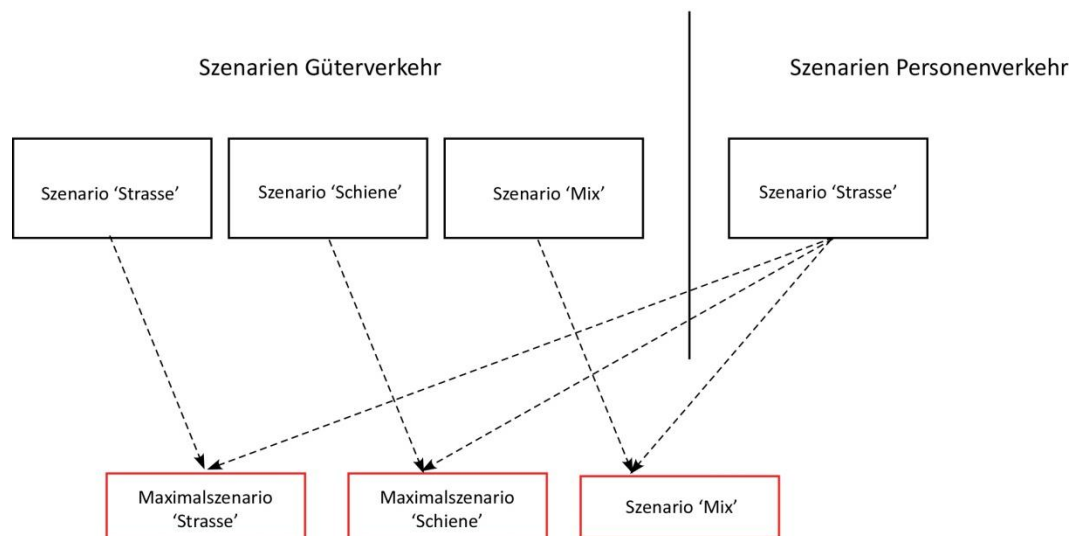 Szenarien Güterverkehr
Szenarien Personenverkehr
Szenario ‘Strasse’
Szenario ‘Schiene’
Szenario ‘Mix’
Szenario ‘Strasse’
Maximalszenario
‘Strasse’
Maximalszenario
‘Schiene’
Szenario ‘Mix’